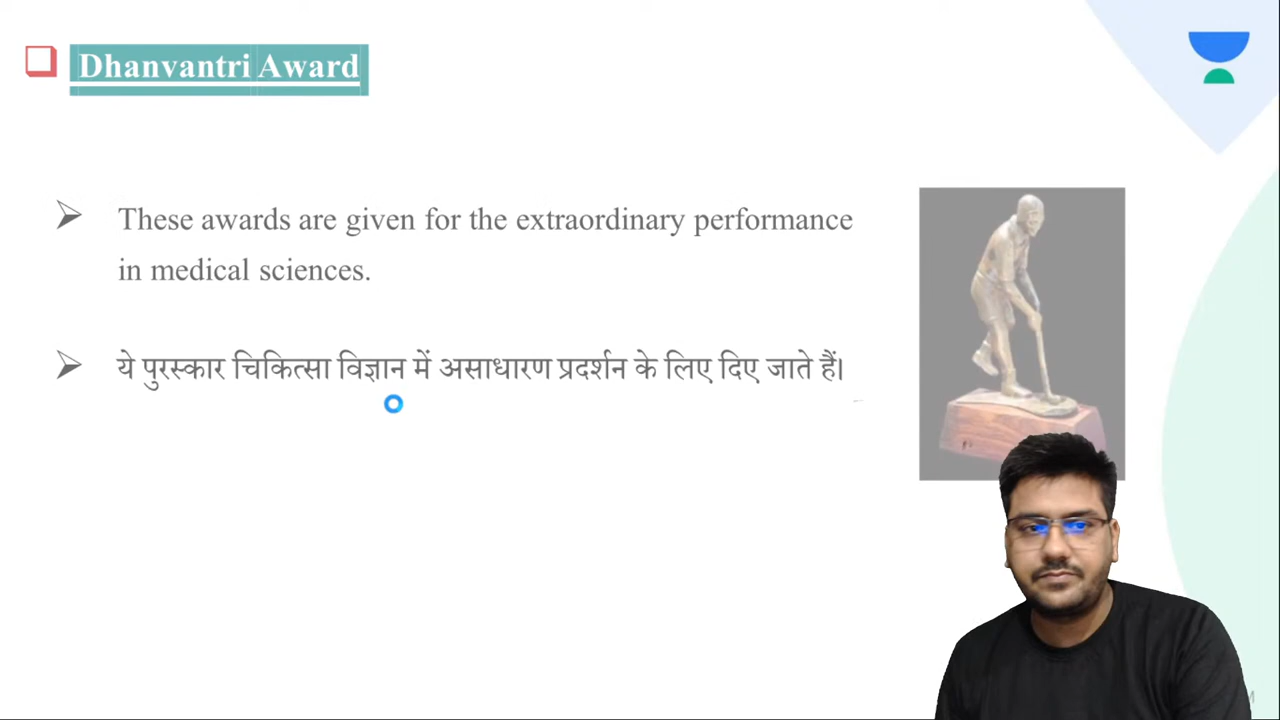 Dhanvantri Award
These awards are given for the extraordinary performance
in medical sciences.
ये पुरस्कार चिकित्सा विज्ञान में असाधारण प्रदर्शन के लिए दिए जाते हैं।